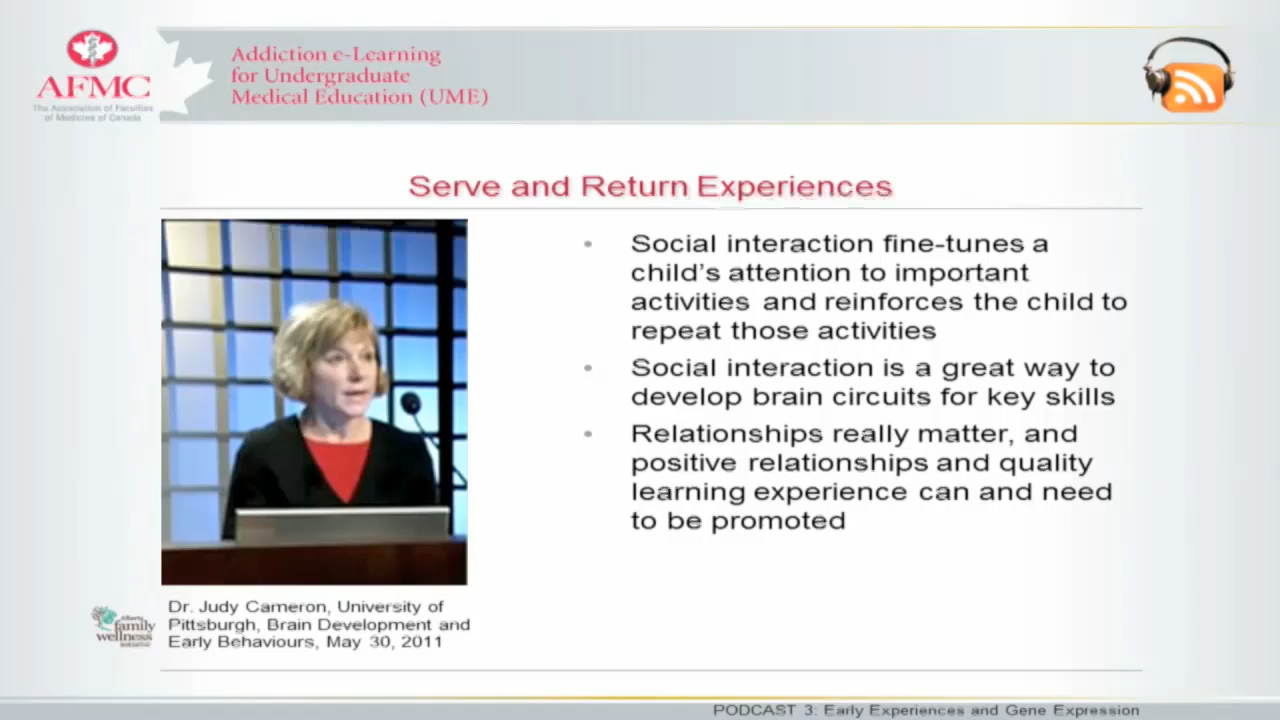 AFMC
The Association of Faculties
of Medicine of Canada
Addiction e-Learning
for Undergraduate
Medical Education (UME)
Serve and Return Experiences
• Social interaction fine-tunes a
child's attention to important
activities and reinforces the child to
repeat those activities
• Social interaction is a great way to
develop brain circuits for key skills
• Relationships really matter, and
positive relationships and quality
learning experience can and need
to be promoted
Alberta
family
wellness
initiative
Dr. Judy Cameron, University of
Pittsburgh, Brain Development and
Early Behaviours, May 30, 2011
PODCAST 3: Early Experiences and Gene Expression